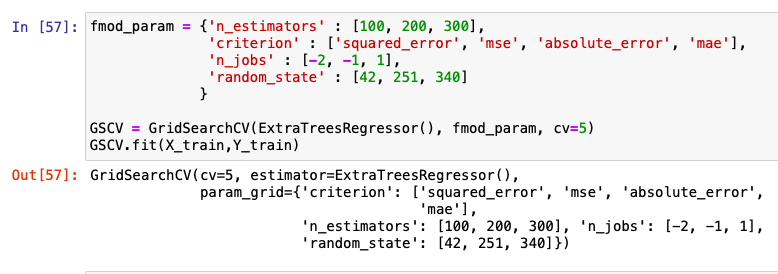 In [57]: fmod_param = {'n_estimators' : [100, 200, 300],
'criterion' : ['squared_error', 'mse', 'absolute_error', 'mae'],
'n_jobs' : [-2, -1, 1],
'random_state' : [42, 251, 340]
}
GSCV = GridSearchCV(ExtraTreesRegressor(), fmod_param, cv=5)
GSCV.fit(X_train,Y_train)
Out[57]: GridSearchCV(cv=5, estimator=ExtraTreesRegressor(),
param_grid={'criterion': ['squared_error', 'mse', 'absolute_error',
'mae'],
'n_estimators': [100, 200, 300], 'n_jobs': [-2, -1, 1],
'random_state': [42, 251, 340]})